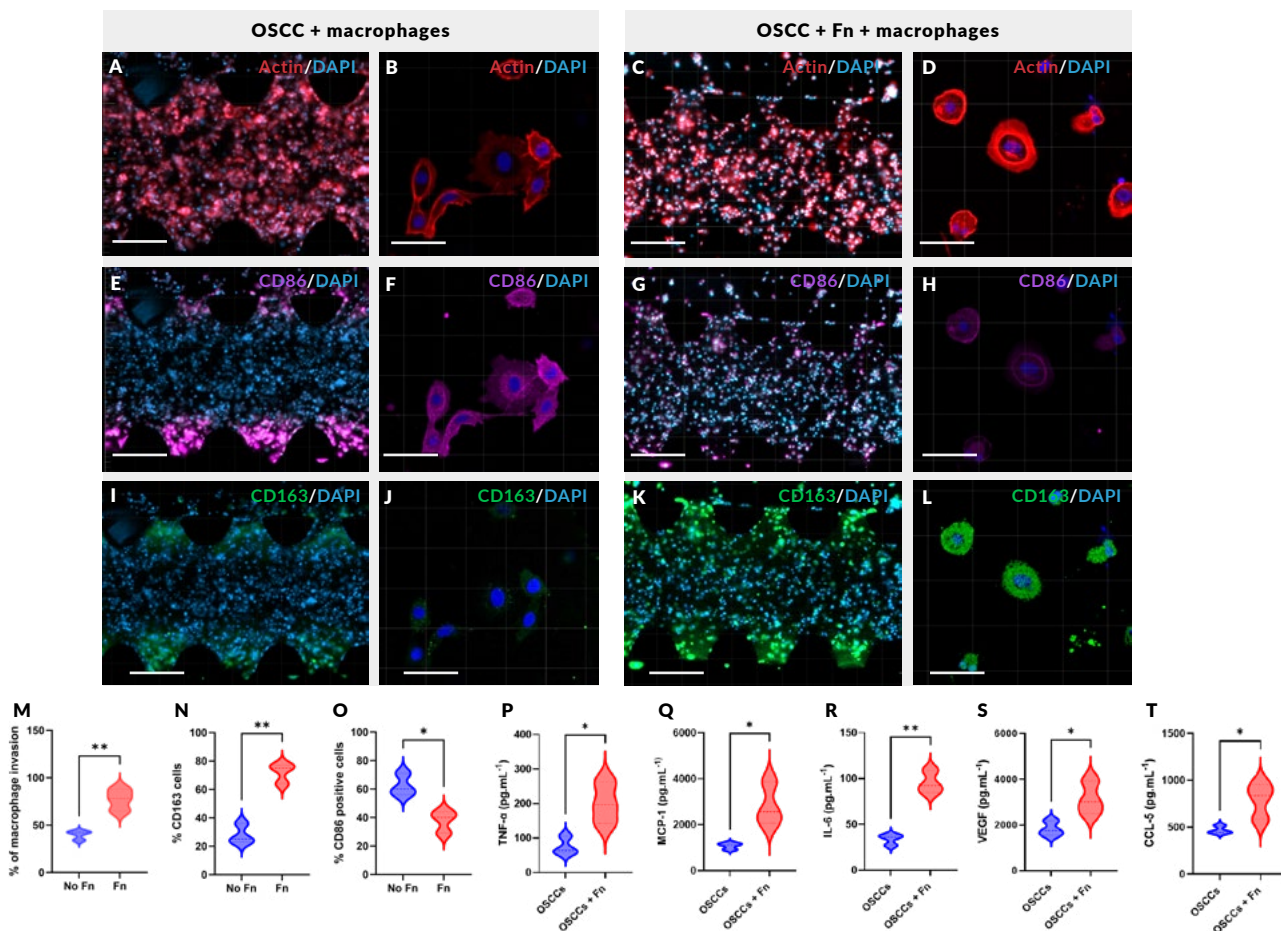 OSCC + macrophages
OSCC + Fn + macrophages
A
Actin/DAPI
B
Actin/DAPI
C
Actin/DAPI
D
Actin/DAPI
E
CD86/DAPI
F
CD86/DAPI
G
CD86/DAPI
H
CD86/DAPI
I
CD163/DAPI
J
CD163/DAPI
K
CD163/DAPI
L
CD163/DAPI
M
% of macrophage invasion
150
100
50
0
**
No Fn
Fn
N
% CD163 cells
100
80
60
40
20
0
**
No Fn
Fn
O
% CD86 positive cells
100
80
60
40
20
0
*
No Fn
Fn
P
TNF-α (pg.mL⁻¹)
400
300
200
100
0
*
OSCCs
OSCCs + Fn
Q
MCP-1 (pg.mL⁻¹)
6000
4000
2000
0
*
OSCCs
OSCCs + Fn
R
IL-6 (pg.mL⁻¹)
150
100
50
0
**
OSCCs
OSCCs + Fn
S
VEGF (pg.mL⁻¹)
6000
4000
2000
0
*
OSCCs
OSCCs + Fn
T
CCL-5 (pg.mL⁻¹)
1500
1000
500
0
*
OSCCs
OSCCs + Fn